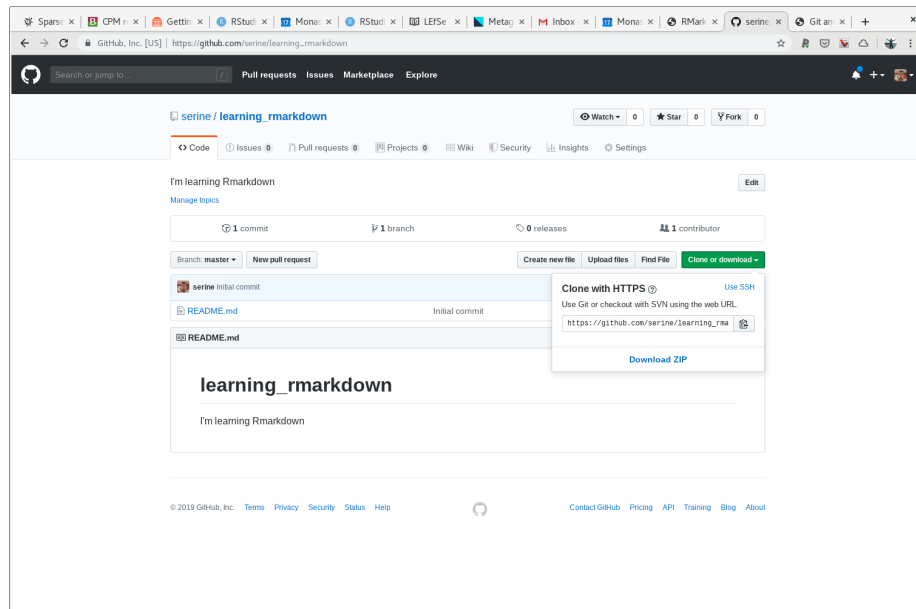 Sparse CPM Gettin RStudi Monas RStudi LEfSe Metag Inbox Monas RMark serine Git an
GitHub, Inc. [US] | https://github.com/serine/learning_rmarkdown
Search or jump to... / Pull requests Issues Marketplace Explore
serine / learning_rmarkdown
Watch 0 Star 0 Fork 0
Code Issues 0 Pull requests 0 Projects 0 Wiki Security Insights Settings
I'm learning Rmarkdown Edit
Manage topics
1 commit 1 branch 0 releases 1 contributor
Branch: master New pull request Create new file Upload files Find File Clone or download
serine Initial commit
README.md Initial commit
Clone with HTTPS Use SSH
Use Git or checkout with SVN using the web URL.
https://github.com/serine/learning_rma
Download ZIP
README.md
learning_rmarkdown
I'm learning Rmarkdown
© 2019 GitHub, Inc. Terms Privacy Security Status Help Contact GitHub Pricing API Training Blog About